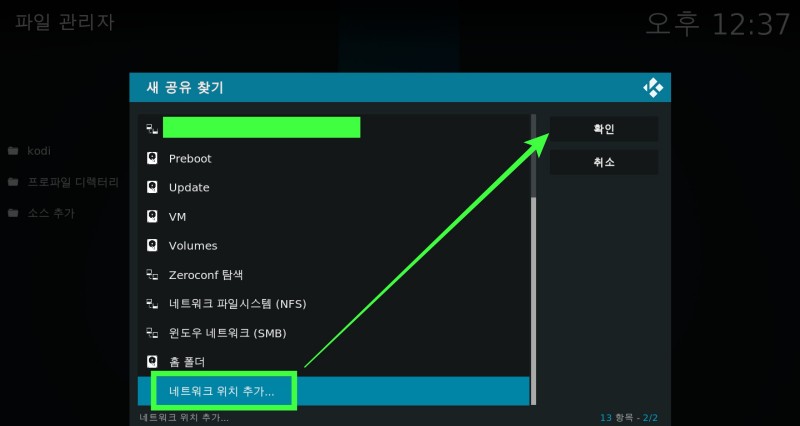 파일 관리자
오후 12:37
새 공유 찾기
확인
Preboot
취소
kodi
Update
프로파일 디렉터리
VM
소스 추가
Volumes
Zeroconf 탐색
네트워크 파일시스템 (NFS)
윈도우 네트워크 (SMB)
홈 폴더
네트워크 위치 추가...
네트워크 위치 추가...
13 항목 - 2/2